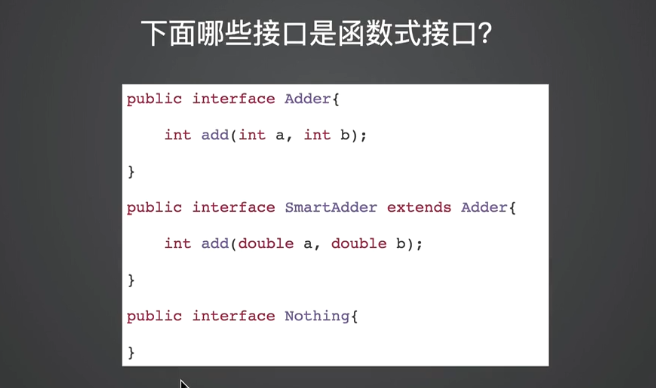 下面哪些接口是函数式接口？
public interface Adder{
int add(int a, int b);
}
public interface SmartAdder extends Adder{
int add(double a, double b);
}
public interface Nothing{
}